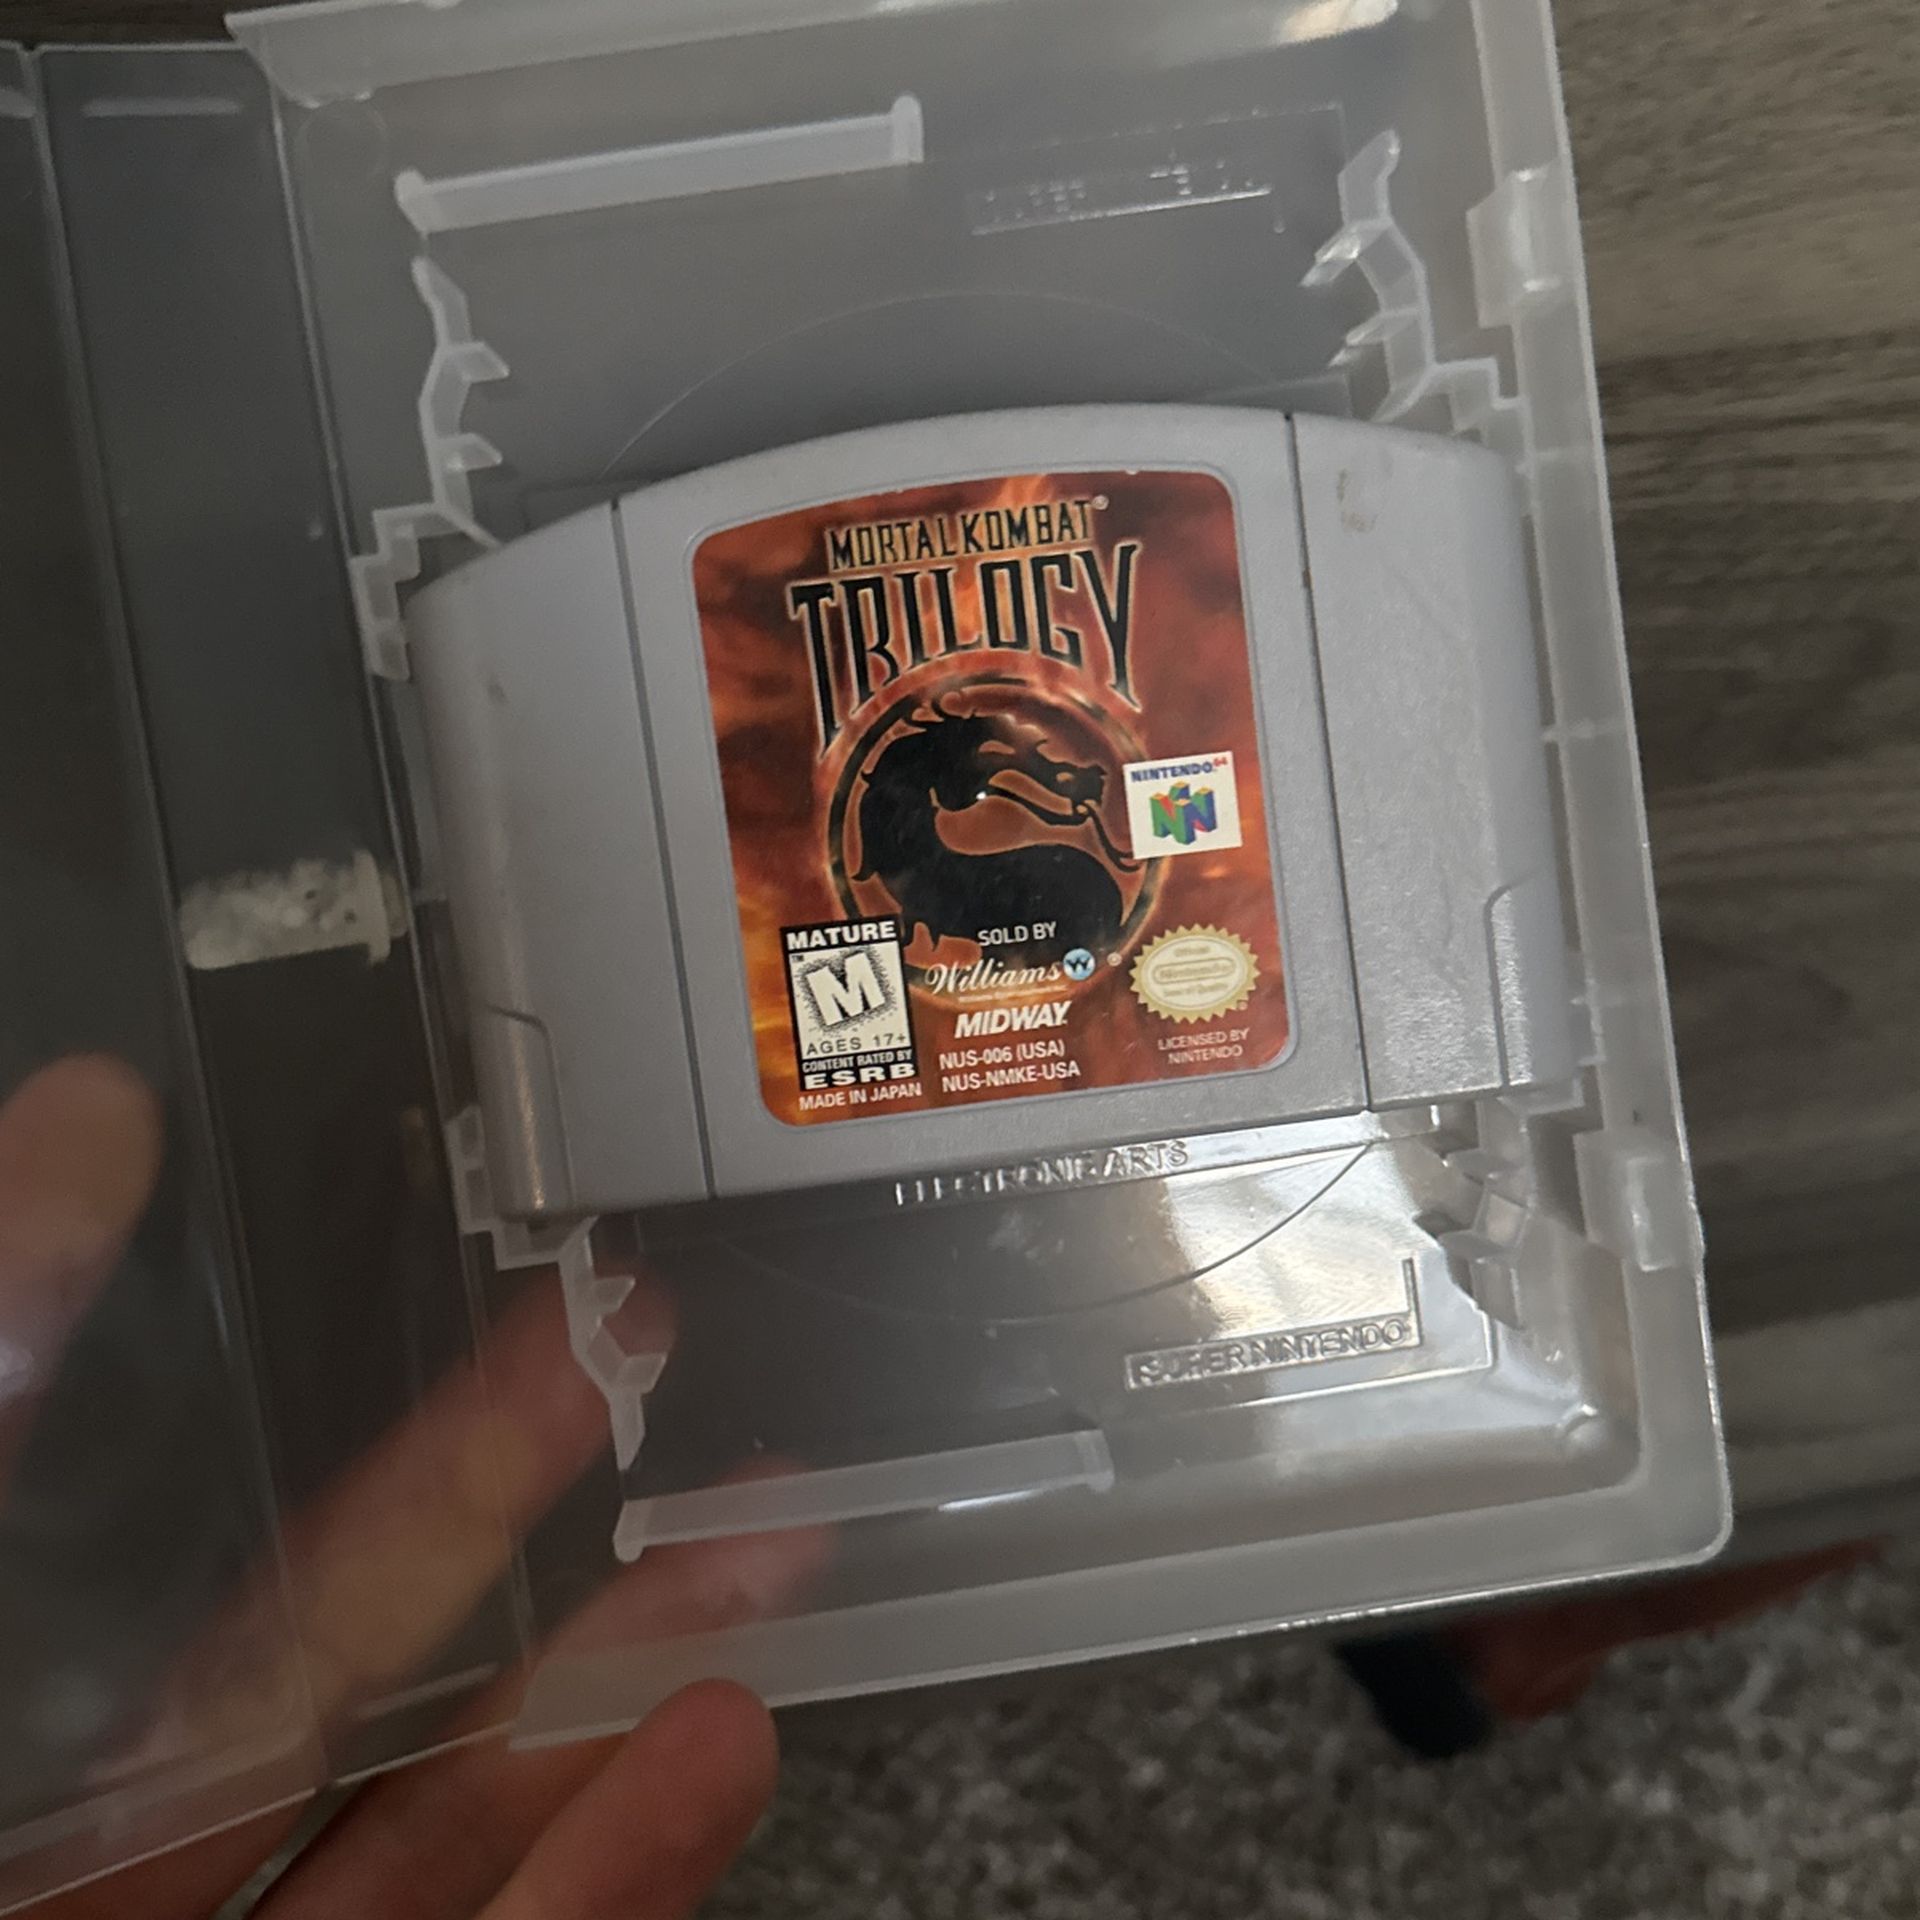 MORTAL KOMBAT®
TRILOGY
NINTENDO64
MATURE
TM
M
AGES 17+
CONTENT RATED BY
ESRB
MADE IN JAPAN
SOLD BY
Williams W ®
MIDWAY
NUS-006 (USA)
NUS-NMKE-USA
LICENSED BY
NINTENDO
ELECTRONIC ARTS
SUPER NINTENDO